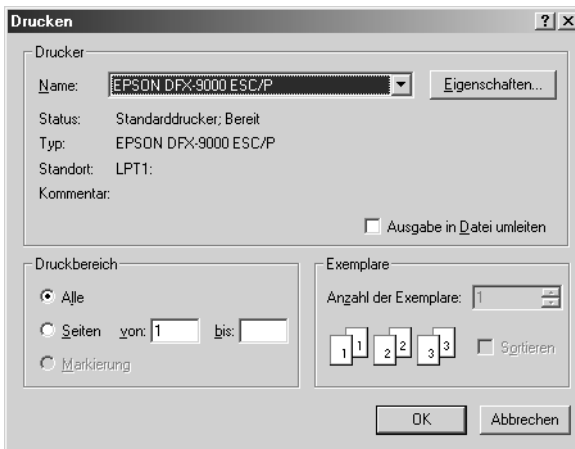 Drucken
Drucker
Name: EPSON DFX-9000 ESC/P Eigenschaften...
Status: Standarddrucker; Bereit
Typ: EPSON DFX-9000 ESC/P
Standort: LPT1:
Kommentar:
Ausgabe in Datei umleiten
Druckbereich
Alle
Seiten von: 1 bis:
Markierung
Exemplare
Anzahl der Exemplare: 1
1 1 2 2 3 3 Sortieren
OK Abbrechen